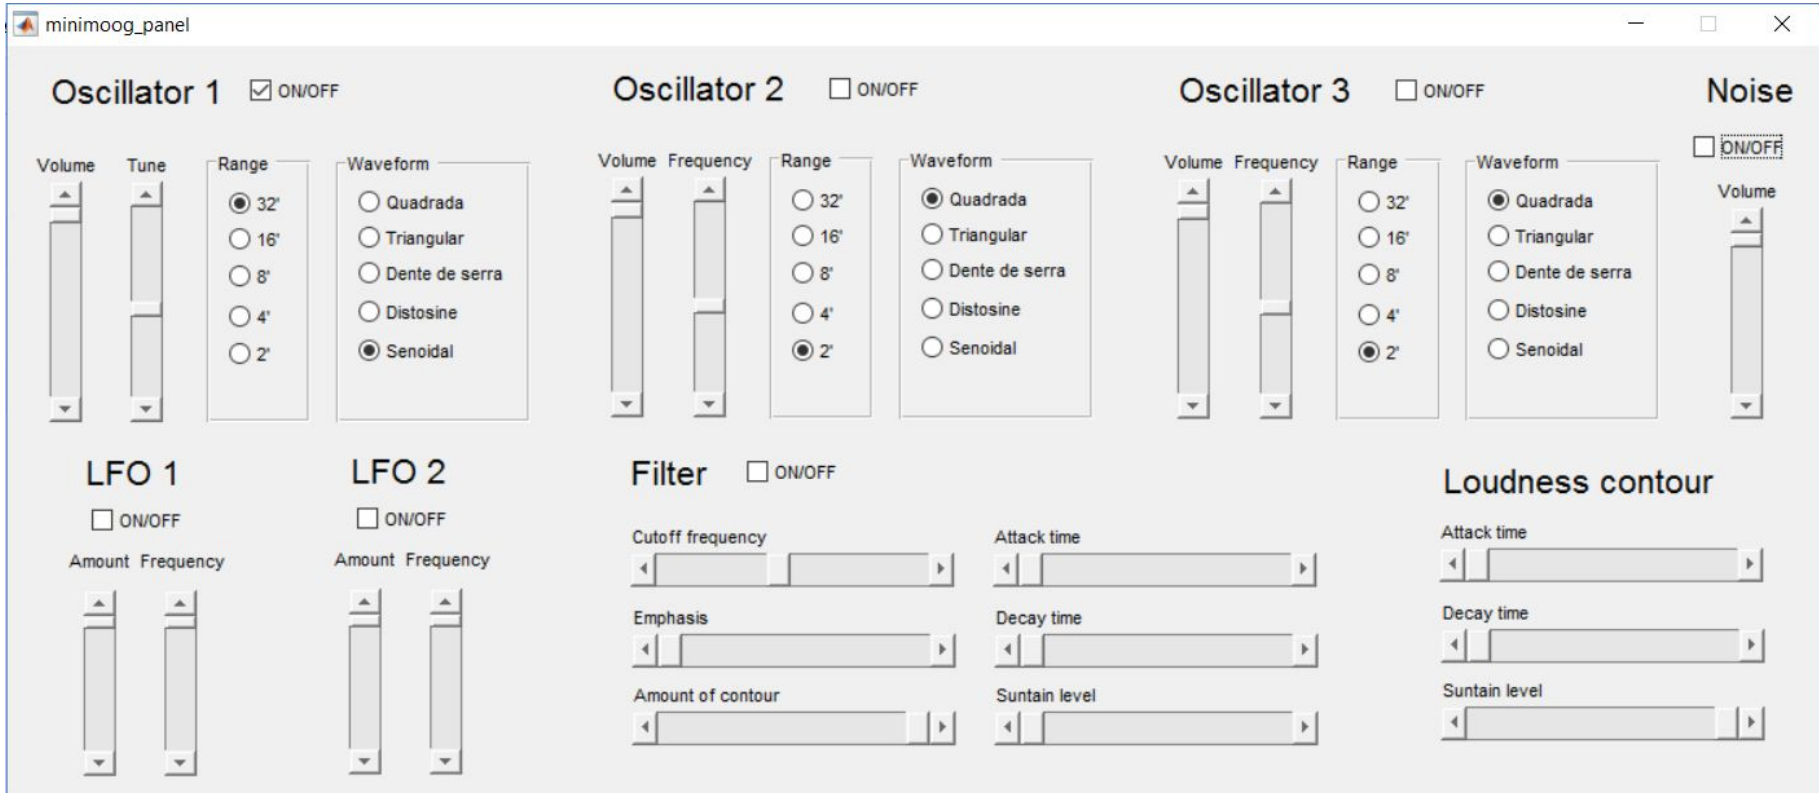 minimoog_panel
Oscillator 1 ON/OFF
Volume Tune Range Waveform
32' Quadrada
16' Triangular
8' Dente de serra
4' Distosine
2' Senoidal
Oscillator 2 ON/OFF
Volume Frequency Range Waveform
32' Quadrada
16' Triangular
8' Dente de serra
4' Distosine
2' Senoidal
Oscillator 3 ON/OFF
Volume Frequency Range Waveform
32' Quadrada
16' Triangular
8' Dente de serra
4' Distosine
2' Senoidal
Noise
ON/OFF
Volume
LFO 1
ON/OFF
Amount Frequency
LFO 2
ON/OFF
Amount Frequency
Filter ON/OFF
Cutoff frequency
Emphasis
Amount of contour
Attack time
Decay time
Suntain level
Loudness contour
Attack time
Decay time
Suntain level